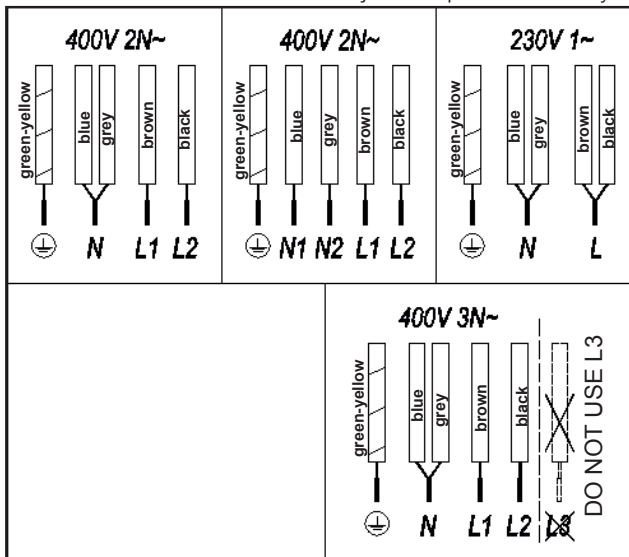 400V 2N~
green-yellow
blue
grey
brown
black
N L1 L2
400V 2N~
green-yellow
blue
grey
brown
black
N1 N2 L1 L2
230V 1~
green-yellow
blue
grey
brown
black
N L
400V 3N~
green-yellow
blue
grey
brown
black
N L1 L2 L3
DO NOT USE L3